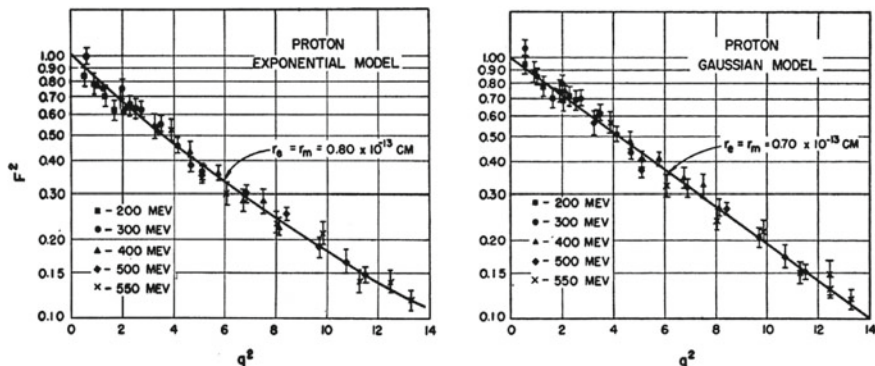 PROTON
EXPONENTIAL MODEL
1.00
0.90
0.80
0.70
0.60
0.50
0.40
0.30
0.20
0.15
0.10
F²
rₑ = rₘ = 0.80 x 10⁻¹³ CM
■ - 200 MEV
● - 300 MEV
▲ - 400 MEV
◆ - 500 MEV
× - 550 MEV
0 2 4 6 8 10 12 14
q²
PROTON
GAUSSIAN MODEL
1.00
0.90
0.80
0.70
0.60
0.50
0.40
0.30
0.20
0.15
0.10
rₑ = rₘ = 0.70 x 10⁻¹³ CM
■ - 200 MEV
● - 300 MEV
▲ - 400 MEV
◆ - 500 MEV
× - 550 MEV
0 2 4 6 8 10 12 14
q²